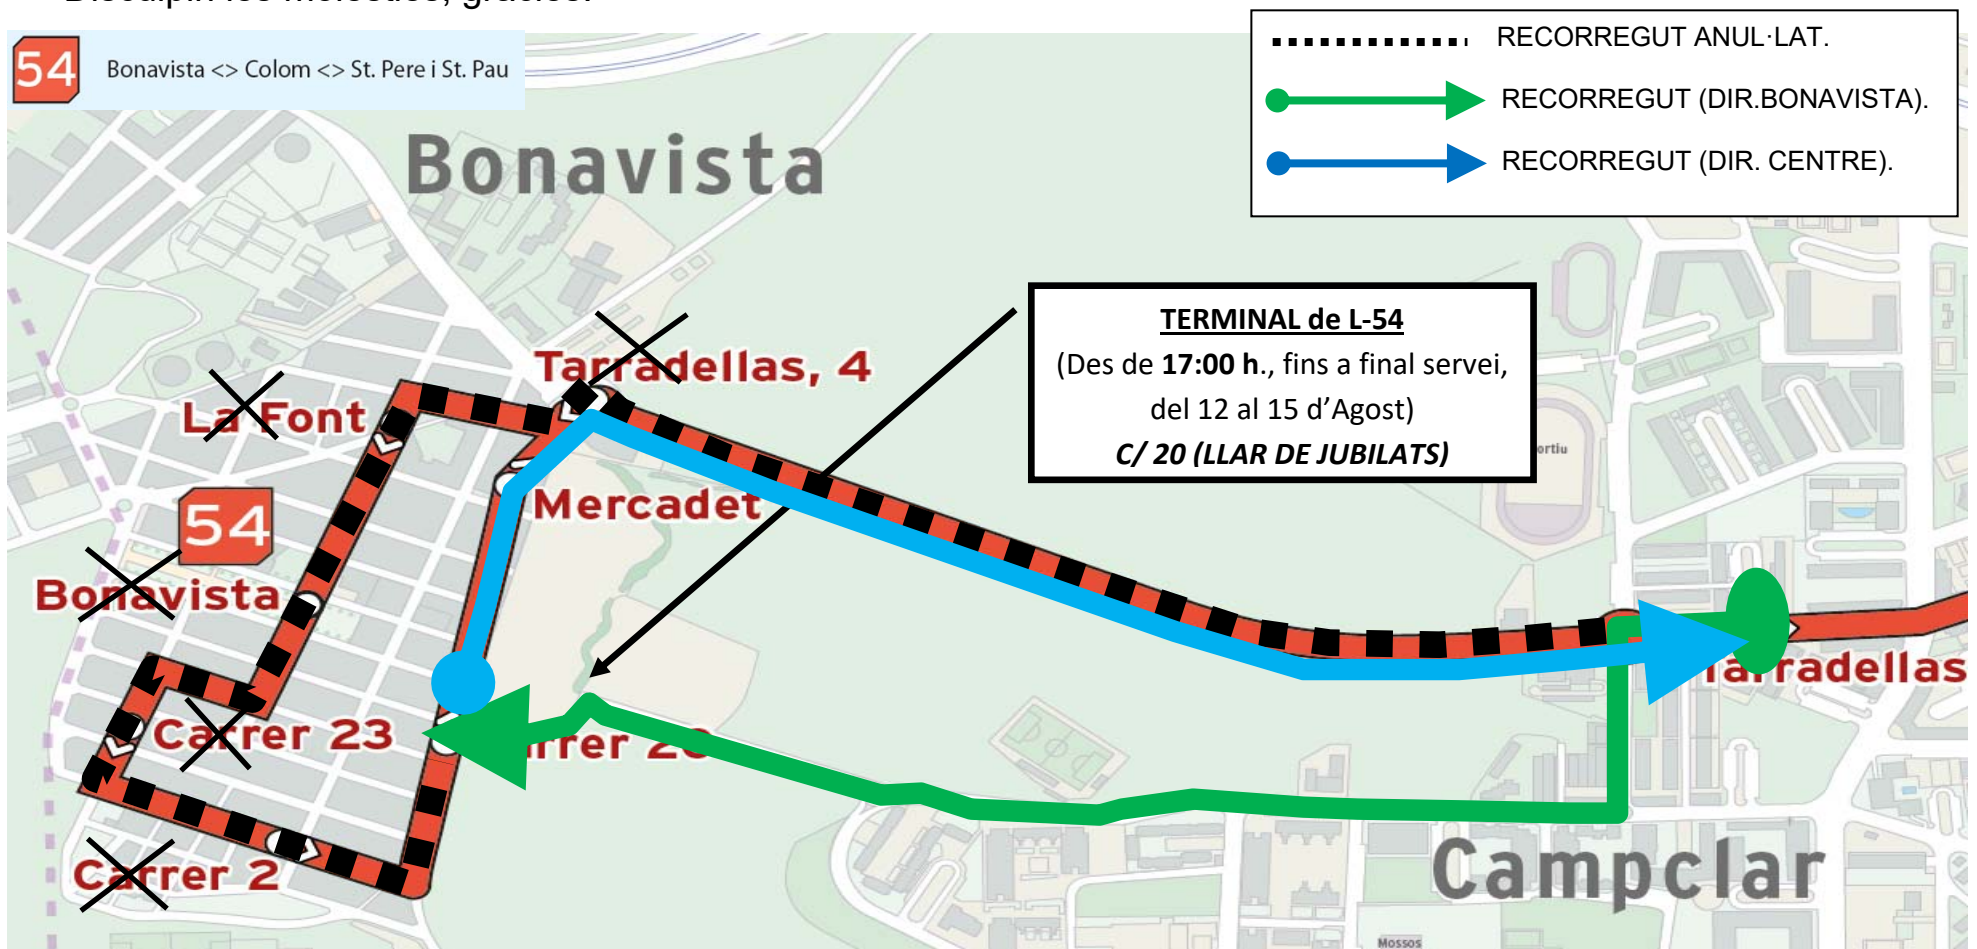 54
Bonavista <> Colom <> St. Pere i St. Pau
RECORREGUT ANUL·LAT.
RECORREGUT (DIR.BONAVISTA).
RECORREGUT (DIR. CENTRE).
Bonavista
TERMINAL de L-54
(Des de 17:00 h., fins a final servei,
del 12 al 15 d’Agost)
C/ 20 (LLAR DE JUBILATS)
Tarradellas, 4
La Font
Mercadet
54
Bonavista
Tarradellas
Carrer 23
Carrer 2
Campclar
Mossos